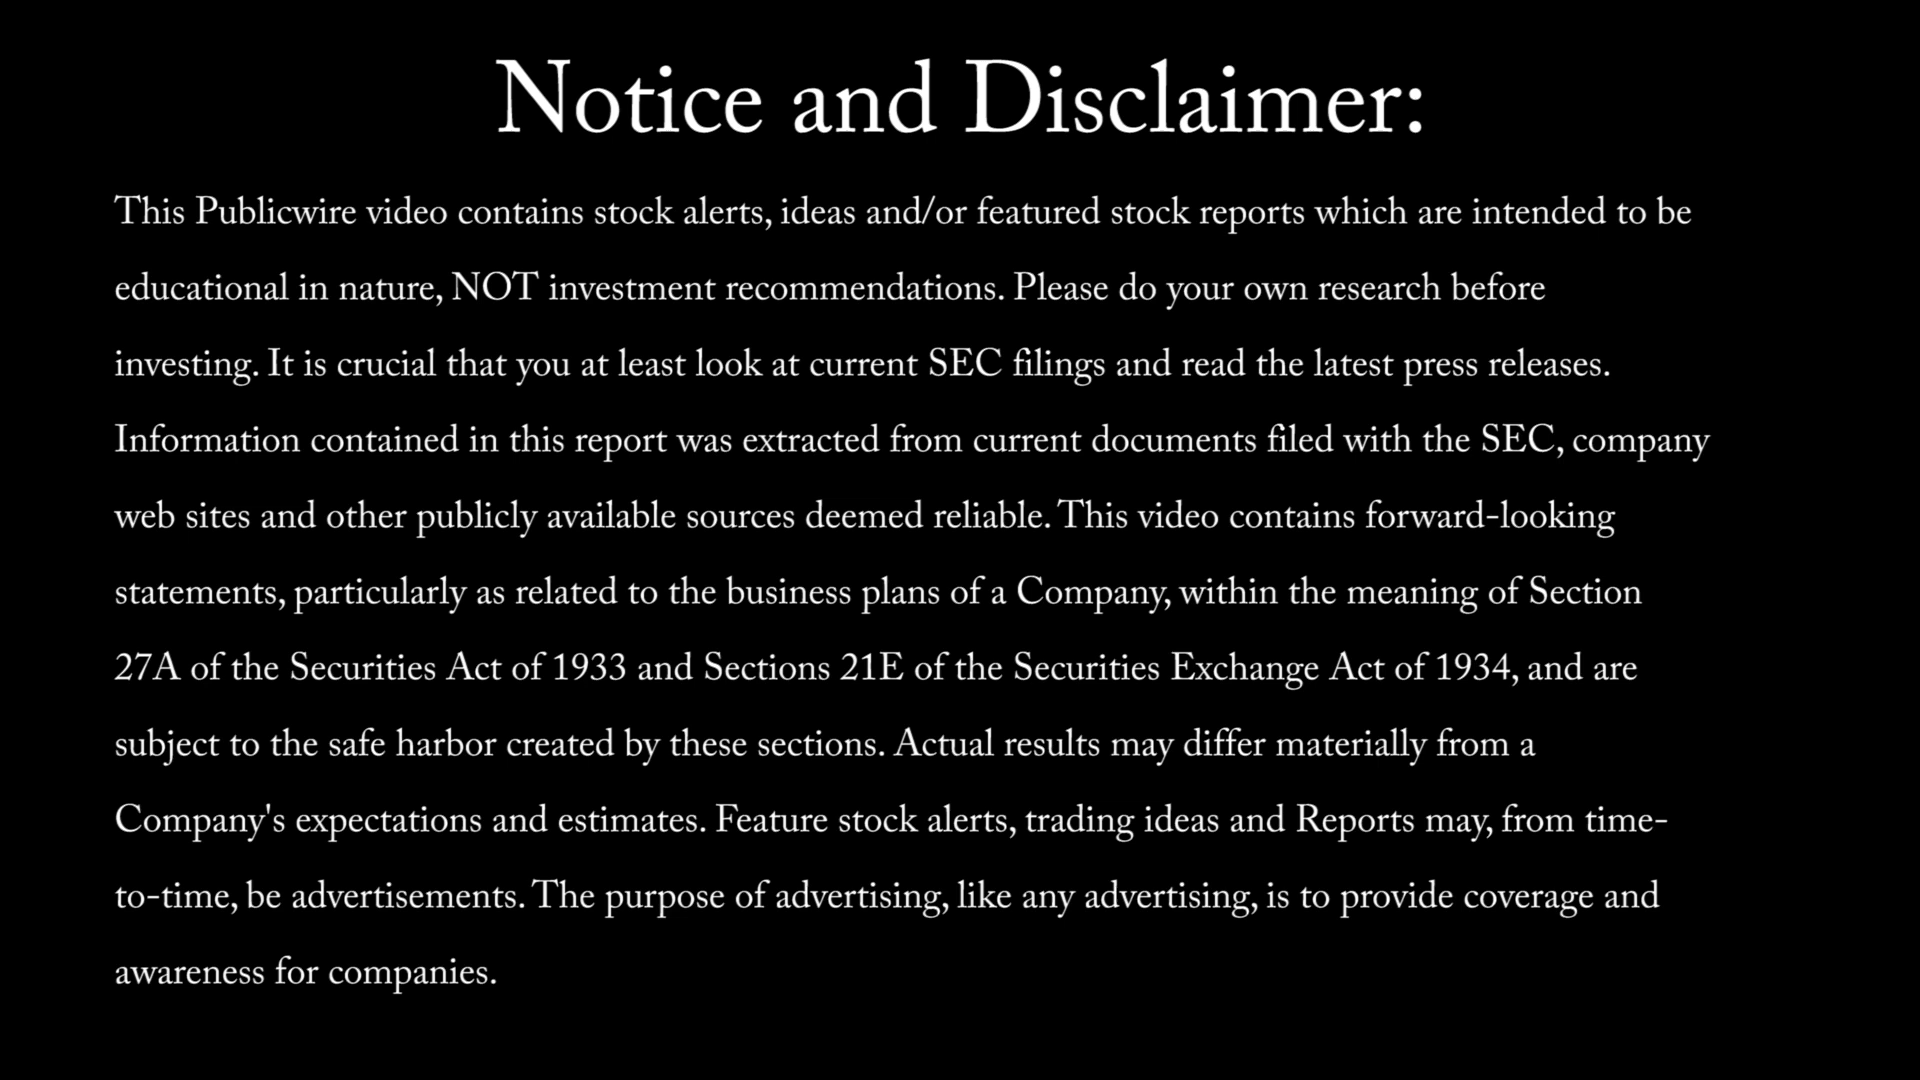 Notice and Disclaimer:
This Publicwire video contains stock alerts, ideas and/or featured stock reports which are intended to be
educational in nature, NOT investment recommendations. Please do your own research before
investing. It is crucial that you at least look at current SEC filings and read the latest press releases.
Information contained in this report was extracted from current documents filed with the SEC, company
web sites and other publicly available sources deemed reliable. This video contains forward-looking
statements, particularly as related to the business plans of a Company, within the meaning of Section
27A of the Securities Act of 1933 and Sections 21E of the Securities Exchange Act of 1934, and are
subject to the safe harbor created by these sections. Actual results may differ materially from a
Company's expectations and estimates. Feature stock alerts, trading ideas and Reports may, from time-
to-time, be advertisements. The purpose of advertising, like any advertising, is to provide coverage and
awareness for companies.